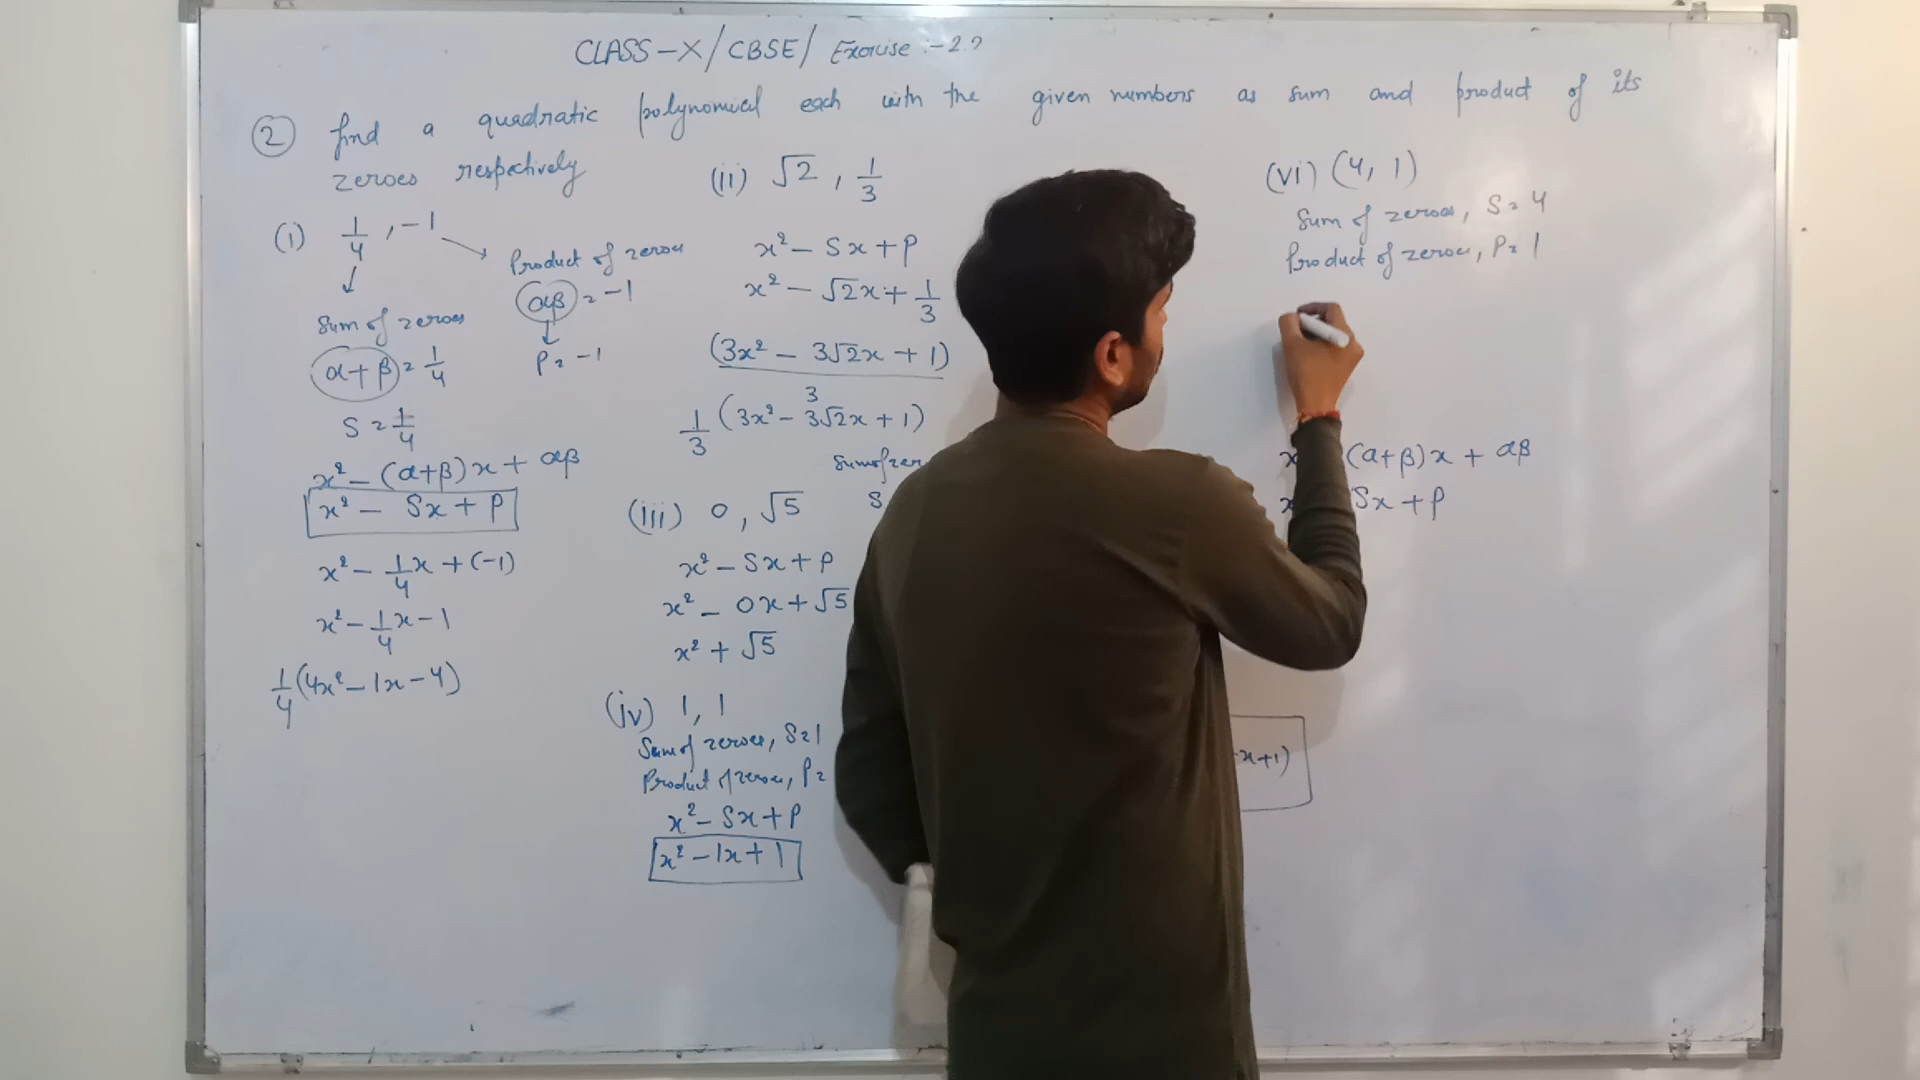 CLASS-X/CBSE/ Exercise :- 2.2
② find a quadratic polynomial each with the given numbers as sum and product of its
zeroes respectively
(i) 1/4, -1
Sum of zeroes
α+β = 1/4
S = 1/4
Product of zeroes
αβ = -1
P = -1
x² - (α+β)x + αβ
x² - Sx + P
x² - 1/4x + (-1)
x² - 1/4x - 1
1/4(4x² - 1x - 4)
(ii) √2, 1/3
x² - Sx + P
x² - √2x + 1/3
(3x² - 3√2x + 1)
3
1/3(3x² - 3√2x + 1)
(iii) 0, √5
x² - Sx + P
x² - 0x + √5
x² + √5
(iv) 1, 1
Sum of zeroes, S=1
Product of zeroes, P=
x² - Sx + P
x² - 1x + 1
S
x+1)
(vi) (4, 1)
Sum of zeroes, S = 4
Product of zeroes, P = 1
x (α+β)x + αβ
x Sx + P